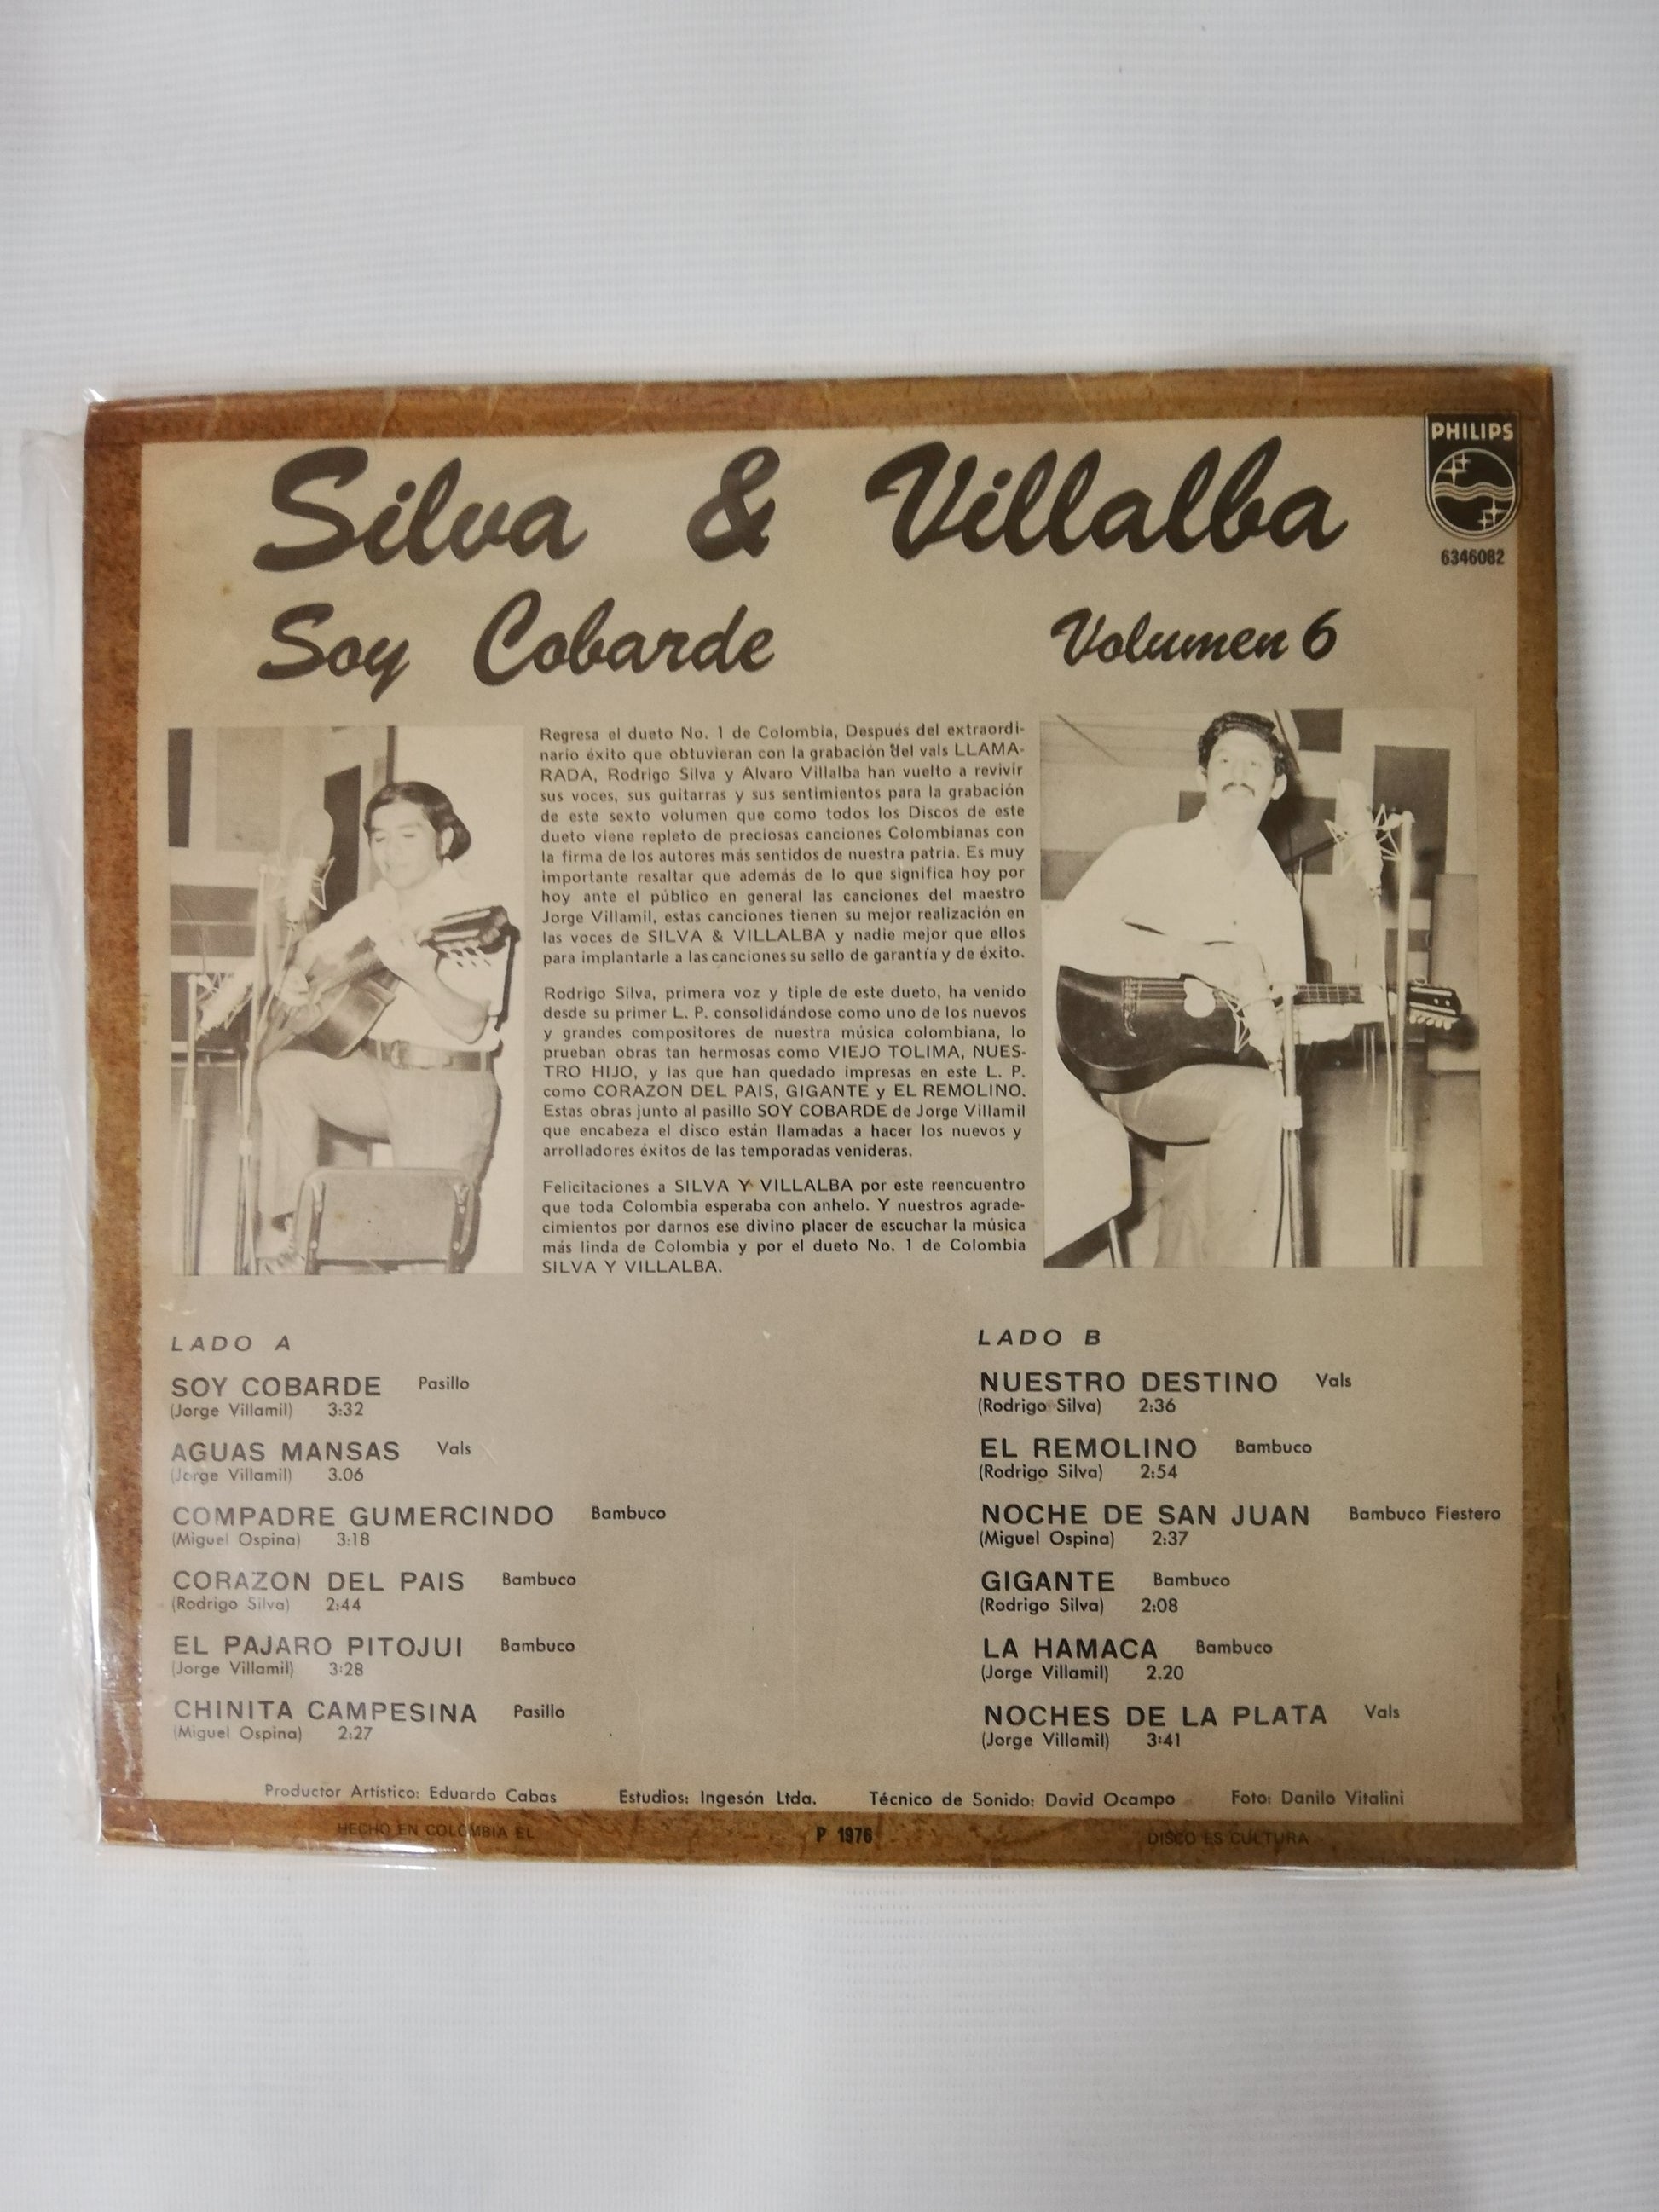 Silva & Villalba
PHILIPS
6346082
Soy Cobarde Volumen 6
Regresa el dueto No. 1 de Colombia, Después del extraordi-
nario éxito que obtuvieran con la grabación del vals LLAMA-
RADA, Rodrigo Silva y Alvaro Villalba han vuelto a revivir
sus voces, sus guitarras y sus sentimientos para la grabación
de este sexto volumen que como todos los Discos de este
dueto viene repleto de preciosas canciones Colombianas con
la firma de los autores más sentidos de nuestra patria. Es muy
importante resaltar que además de lo que significa hoy por
hoy ante el público en general las canciones del maestro
Jorge Villamil, estas canciones tienen su mejor realización en
las voces de SILVA & VILLALBA y nadie mejor que ellos
para implantarle a las canciones su sello de garantía y de éxito.
Rodrigo Silva, primera voz y tiple de este dueto, ha venido
desde su primer L. P. consolidándose como uno de los nuevos
y grandes compositores de nuestra música colombiana, lo
prueban obras tan hermosas como VIEJO TOLIMA, NUES-
TRO HIJO, y las que han quedado impresas en este L. P.
como CORAZON DEL PAIS, GIGANTE y EL REMOLINO.
Estas obras junto al pasillo SOY COBARDE de Jorge Villamil
que encabeza el disco están llamadas a hacer los nuevos y
arrolladores éxitos de las temporadas venideras.
Felicitaciones a SILVA Y VILLALBA por este reencuentro
que toda Colombia esperaba con anhelo. Y nuestros agrade-
cimientos por darnos ese divino placer de escuchar la música
más linda de Colombia y por el dueto No. 1 de Colombia
SILVA Y VILLALBA.
LADO A
SOY COBARDE Pasillo
(Jorge Villamil) 3:32
AGUAS MANSAS Vals
(Jorge Villamil) 3.06
COMPADRE GUMERCINDO Bambuco
(Miguel Ospina) 3:18
CORAZON DEL PAIS Bambuco
(Rodrigo Silva) 2:44
EL PAJARO PITOJUI Bambuco
(Jorge Villamil) 3:28
CHINITA CAMPESINA Pasillo
(Miguel Ospina) 2:27
LADO B
NUESTRO DESTINO Vals
(Rodrigo Silva) 2:36
EL REMOLINO Bambuco
(Rodrigo Silva) 2:54
NOCHE DE SAN JUAN Bambuco Fiestero
(Miguel Ospina) 2:37
GIGANTE Bambuco
(Rodrigo Silva) 2:08
LA HAMACA Bambuco
(Jorge Villamil) 2.20
NOCHES DE LA PLATA Vals
(Jorge Villamil) 3:41
Productor Artístico: Eduardo Cabas Estudios: Ingesón Ltda. Técnico de Sonido: David Ocampo Foto: Danilo Vitalini
HECHO EN COLOMBIA EL P 1976 DISCO ES CULTURA